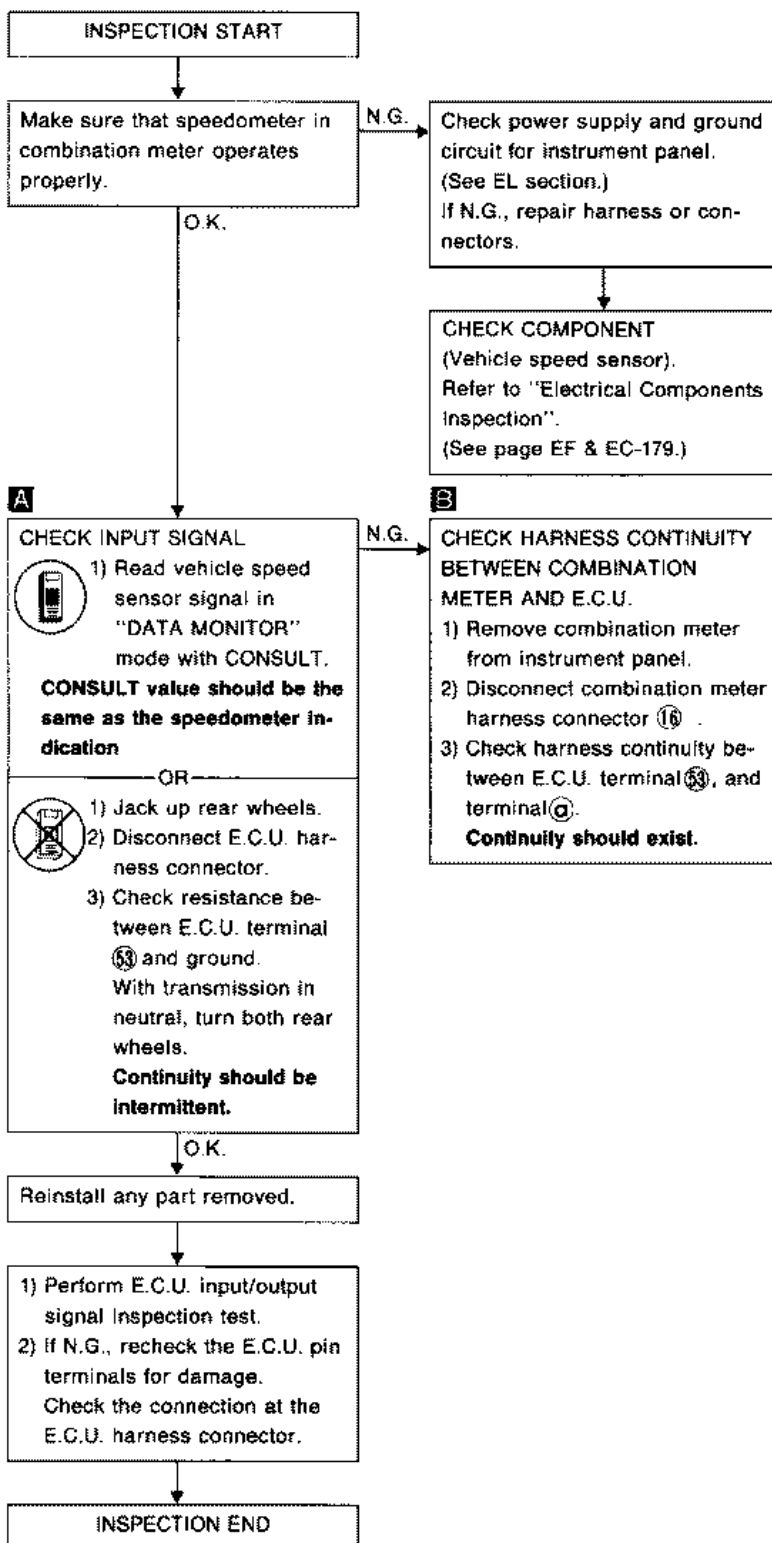 INSPECTION START
Make sure that speedometer in
combination meter operates
properly.
N.G.
Check power supply and ground
circuit for instrument panel.
(See EL section.)
If N.G., repair harness or con-
nectors.
O.K.
CHECK COMPONENT
(Vehicle speed sensor).
Refer to "Electrical Components
Inspection".
(See page EF & EC-179.)
A
CHECK INPUT SIGNAL
1) Read vehicle speed
sensor signal in
"DATA MONITOR"
mode with CONSULT.
CONSULT value should be the
same as the speedometer in-
dication
OR
1) Jack up rear wheels.
2) Disconnect E.C.U. har-
ness connector.
3) Check resistance be-
tween E.C.U. terminal
53 and ground.
With transmission in
neutral, turn both rear
wheels.
Continuity should be
intermittent.
N.G.
B
CHECK HARNESS CONTINUITY
BETWEEN COMBINATION
METER AND E.C.U.
1) Remove combination meter
from instrument panel.
2) Disconnect combination meter
harness connector 16 .
3) Check harness continuity be-
tween E.C.U. terminal 53, and
terminal a.
Continuity should exist.
O.K.
Reinstall any part removed.
1) Perform E.C.U. input/output
signal Inspection test.
2) If N.G., recheck the E.C.U. pin
terminals for damage.
Check the connection at the
E.C.U. harness connector.
INSPECTION END